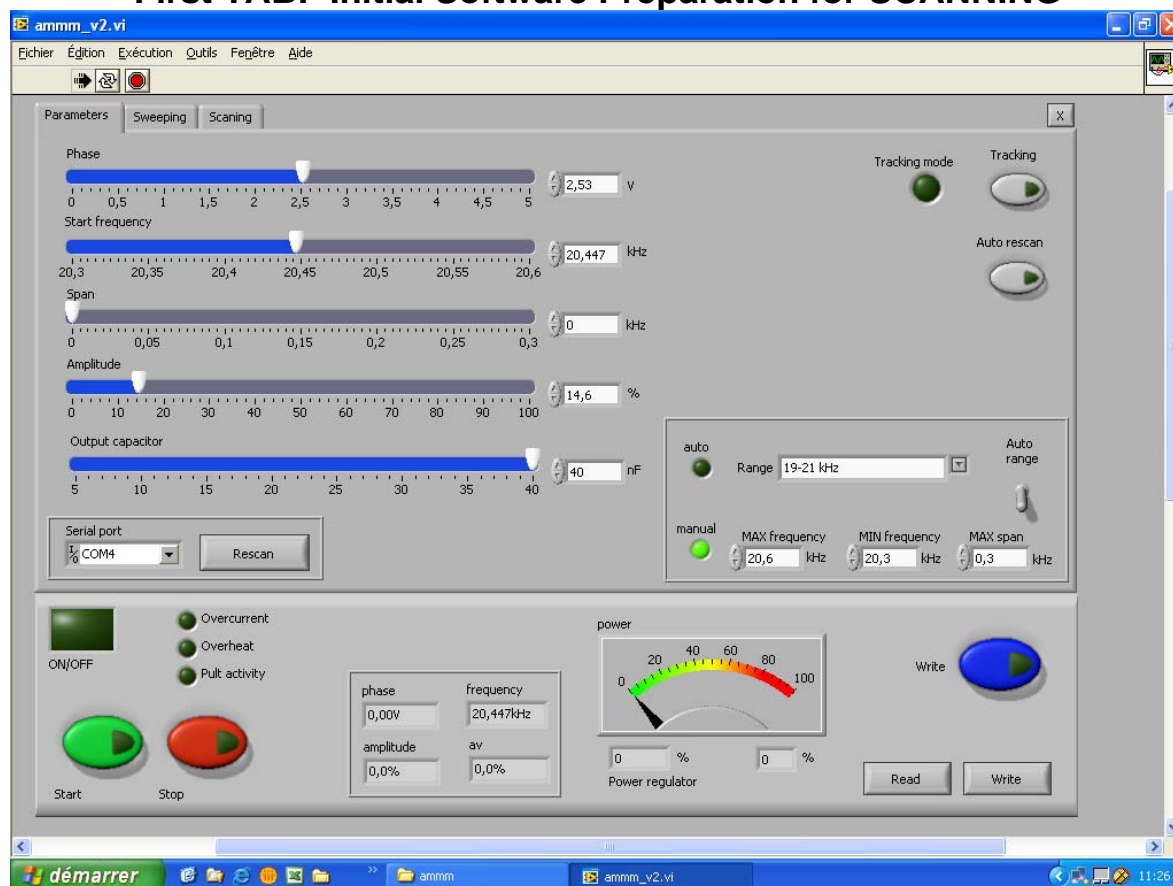 First TAB: Initial Software Preparation for SCANNING
ammm_v2.vi
Fichier Édition Exécution Outils Fenêtre Aide
Parameters Sweeping Scaning X
Phase
0 0,5 1 1,5 2 2,5 3 3,5 4 4,5 5
2,53 V
Tracking mode Tracking
Start frequency
20,3 20,35 20,4 20,45 20,5 20,55 20,6
20,447 kHz
Auto rescan
Span
0 0,05 0,1 0,15 0,2 0,25 0,3
0 kHz
Amplitude
0 10 20 30 40 50 60 70 80 90 100
14,6 %
Output capacitor
5 10 15 20 25 30 35 40
40 nF
auto Range 19-21 kHz Auto range
manual
MAX frequency MIN frequency MAX span
20,6 kHz 20,3 kHz 0,3 kHz
Serial port
COM4 Rescan
ON/OFF
Overcurrent
Overheat
Pult activity
Start Stop
phase frequency
0,00V 20,447kHz
amplitude av
0,0% 0,0%
power
0 20 40 60 80 100
0 % 0 %
Power regulator
Write
Read Write
démarrer ammm ammm_v2.vi 11:26